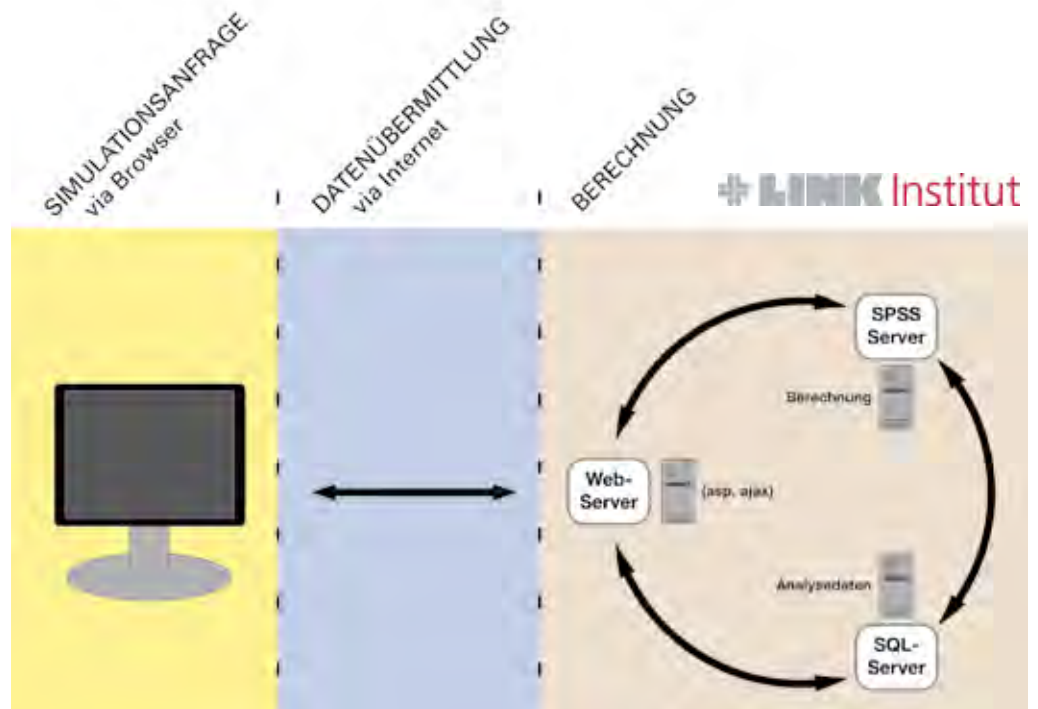 SIMULATIONSANFRAGE
via Browser
DATENÜBERMITTLUNG
via Internet
BERECHNUNG
LINK Institut
SPSS
Server
Berechnung
Web-
Server
(asp, ajax)
Analysedaten
SQL-
Server